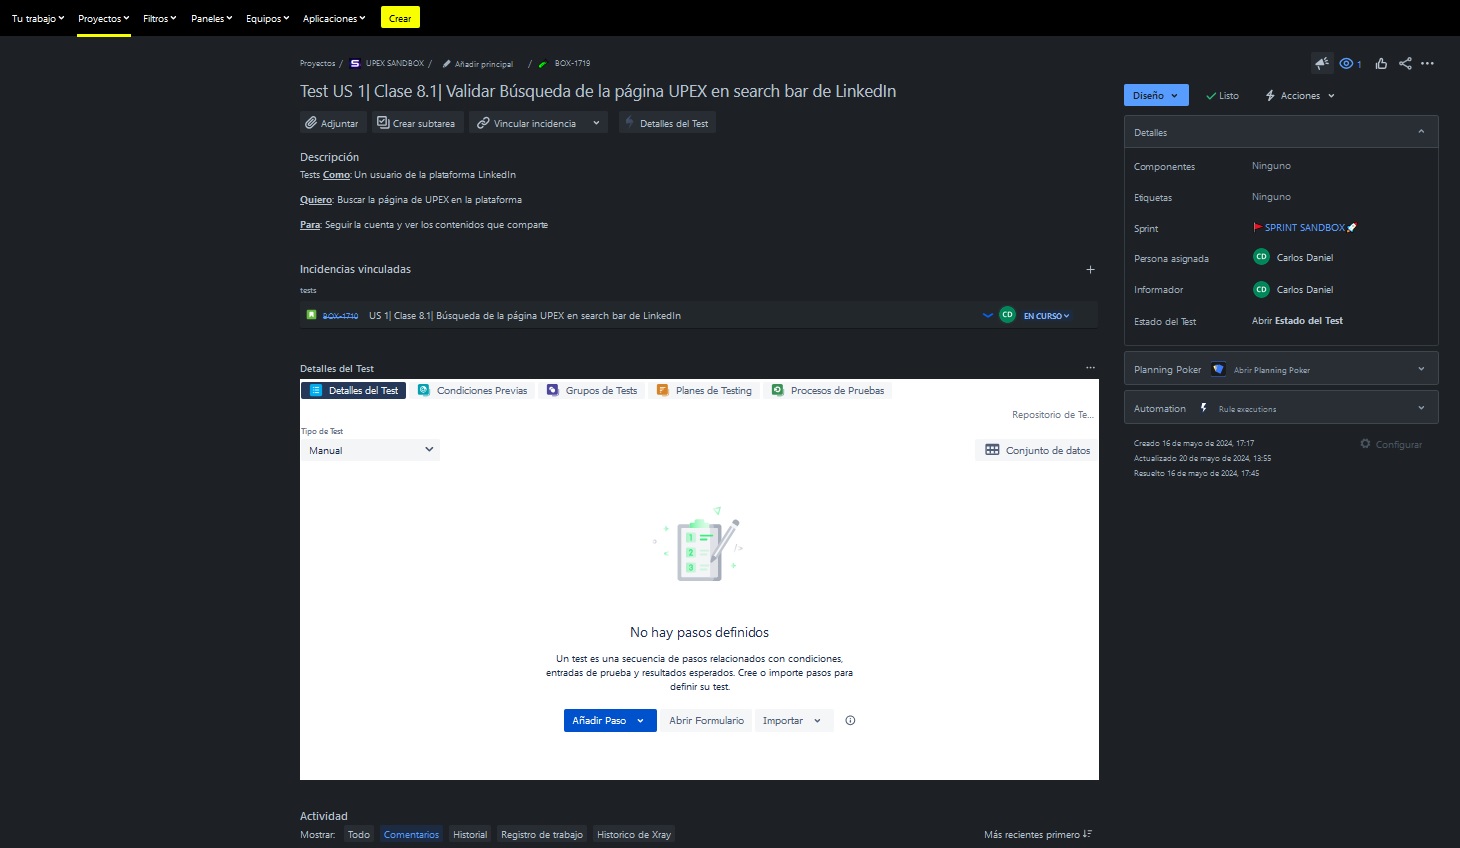 Tu trabajo Proyectos Filtros Paneles Equipos Aplicaciones Crear
Proyectos / UPEX SANDBOX / Añadir principal / BOX-1719
1
Test US 1| Clase 8.1| Validar Búsqueda de la página UPEX en search bar de LinkedIn
Adjuntar Crear subtarea Vincular incidencia Detalles del Test
Descripción
Tests Como: Un usuario de la plataforma LinkedIn
Quiero: Buscar la página de UPEX en la plataforma
Para: Seguir la cuenta y ver los contenidos que comparte
Incidencias vinculadas
tests
BOX-1710 US 1| Clase 8.1| Búsqueda de la página UPEX en search bar de LinkedIn CD EN CURSO
Detalles del Test
Detalles del Test Condiciones Previas Grupos de Tests Planes de Testing Procesos de Pruebas
Repositorio de Te...
Tipo de Test
Manual
Conjunto de datos
1
2
3
No hay pasos definidos
Un test es una secuencia de pasos relacionados con condiciones,
entradas de prueba y resultados esperados. Cree o importe pasos para
definir su test.
Añadir Paso Abrir Formulario Importar
Actividad
Mostrar: Todo Comentarios Historial Registro de trabajo Historico de Xray
Más recientes primero
Diseño Listo Acciones
Detalles
Componentes Ninguno
Etiquetas Ninguno
Sprint SPRINT SANDBOX
Persona asignada CD Carlos Daniel
Informador CD Carlos Daniel
Estado del Test Abrir Estado del Test
Planning Poker Abrir Planning Poker
Automation Rule executions
Creado 16 de mayo de 2024, 17:17
Configurar
Actualizado 20 de mayo de 2024, 13:55
Resuelto 16 de mayo de 2024, 17:45